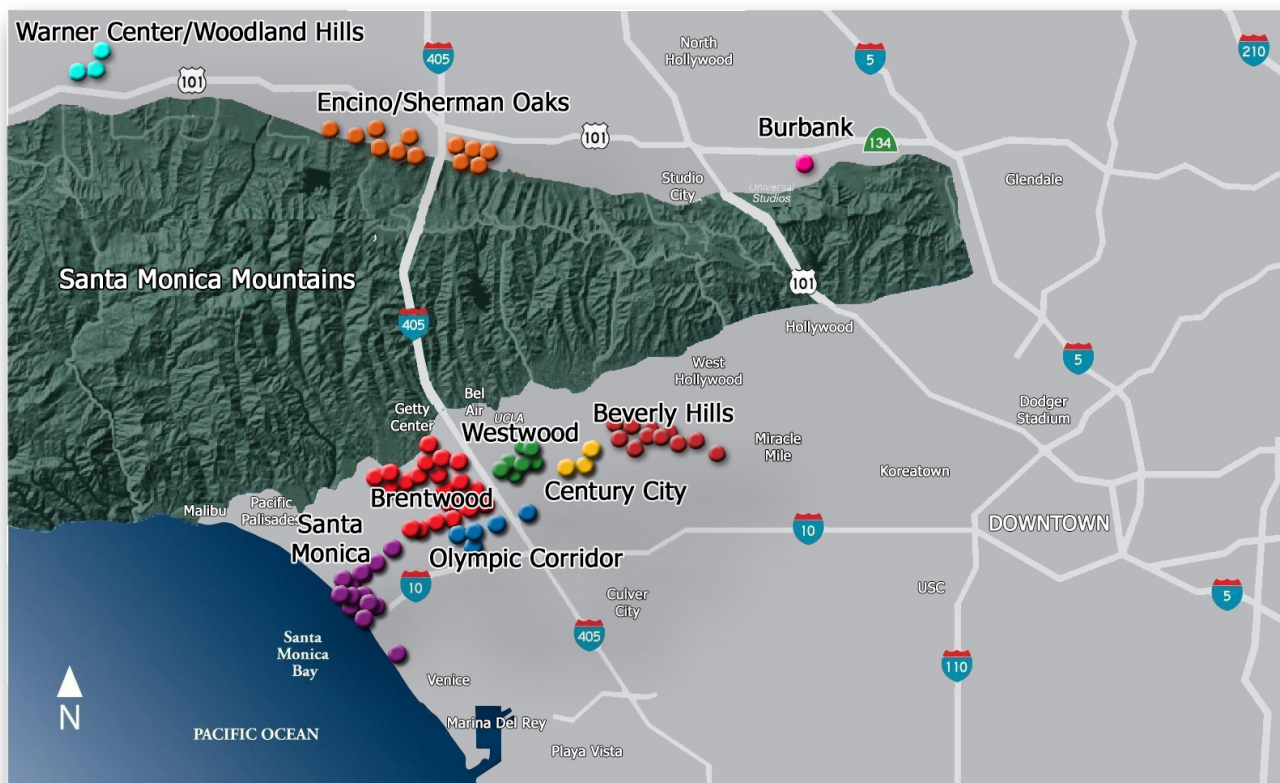 Warner Center/Woodland Hills
101
405
North
Hollywood
5
210
Encino/Sherman Oaks
101
Burbank
134
Studio
City
Universal
Studios
Glendale
Santa Monica Mountains
101
405
Hollywood
5
West
Hollywood
Bel
Air
Getty
Center
UCLA
Beverly Hills
Dodger
Stadium
Westwood
Miracle
Mile
Koreatown
Century City
Brentwood
Malibu
Pacific
Palisades
Santa
Monica
10
DOWNTOWN
Olympic Corridor
10
Culver
City
USC
5
405
110
Santa
Monica
Bay
Venice
N
PACIFIC OCEAN
Marina Del Rey
Playa Vista